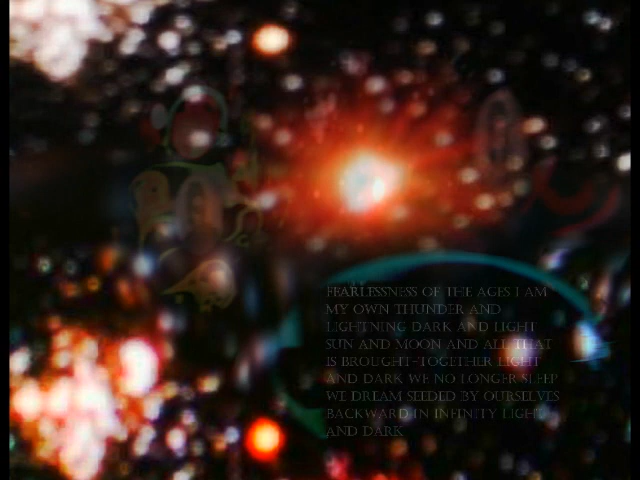 FEARLESSNESS OF THE AGES I AM
MY OWN THUNDER AND
LIGHTNING DARK AND LIGHT
SUN AND MOON AND ALL THAT
IS BROUGHT-TOGETHER LIGHT
AND DARK WE NO LONGER SLEEP
WE DREAM SEEDED BY OURSELVES
BACKWARD IN INFINITY LIGHT
AND DARK